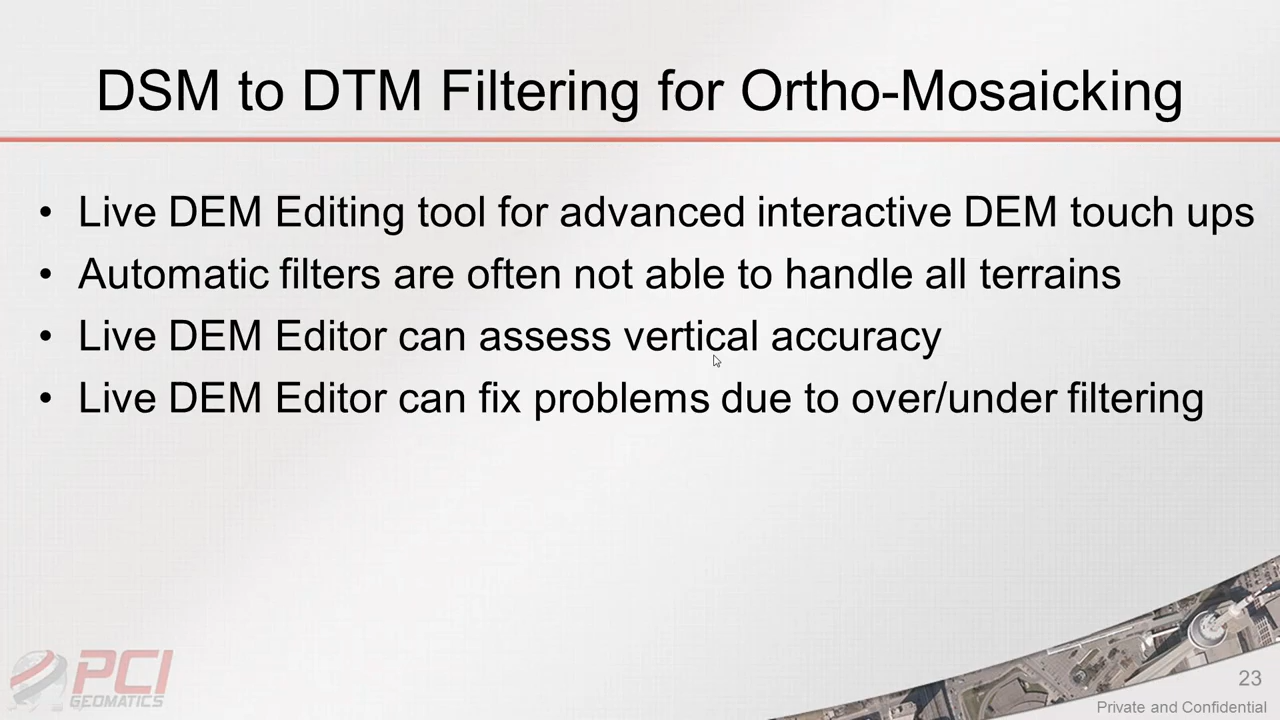 DSM to DTM Filtering for Ortho-Mosaicking
• Live DEM Editing tool for advanced interactive DEM touch ups
• Automatic filters are often not able to handle all terrains
• Live DEM Editor can assess vertical accuracy
• Live DEM Editor can fix problems due to over/under filtering
PCI
GEOMATICS
23
Private and Confidential